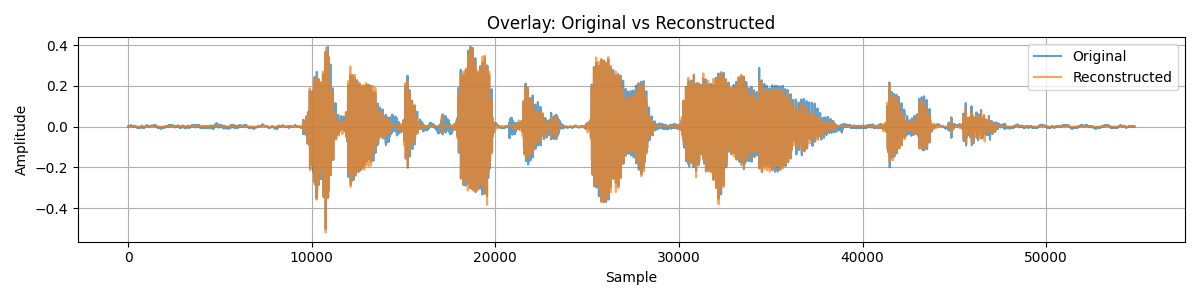 Overlay: Original vs Reconstructed
Original
Reconstructed
Amplitude
0.4
0.2
0.0
−0.2
−0.4
0 10000 20000 30000 40000 50000
Sample